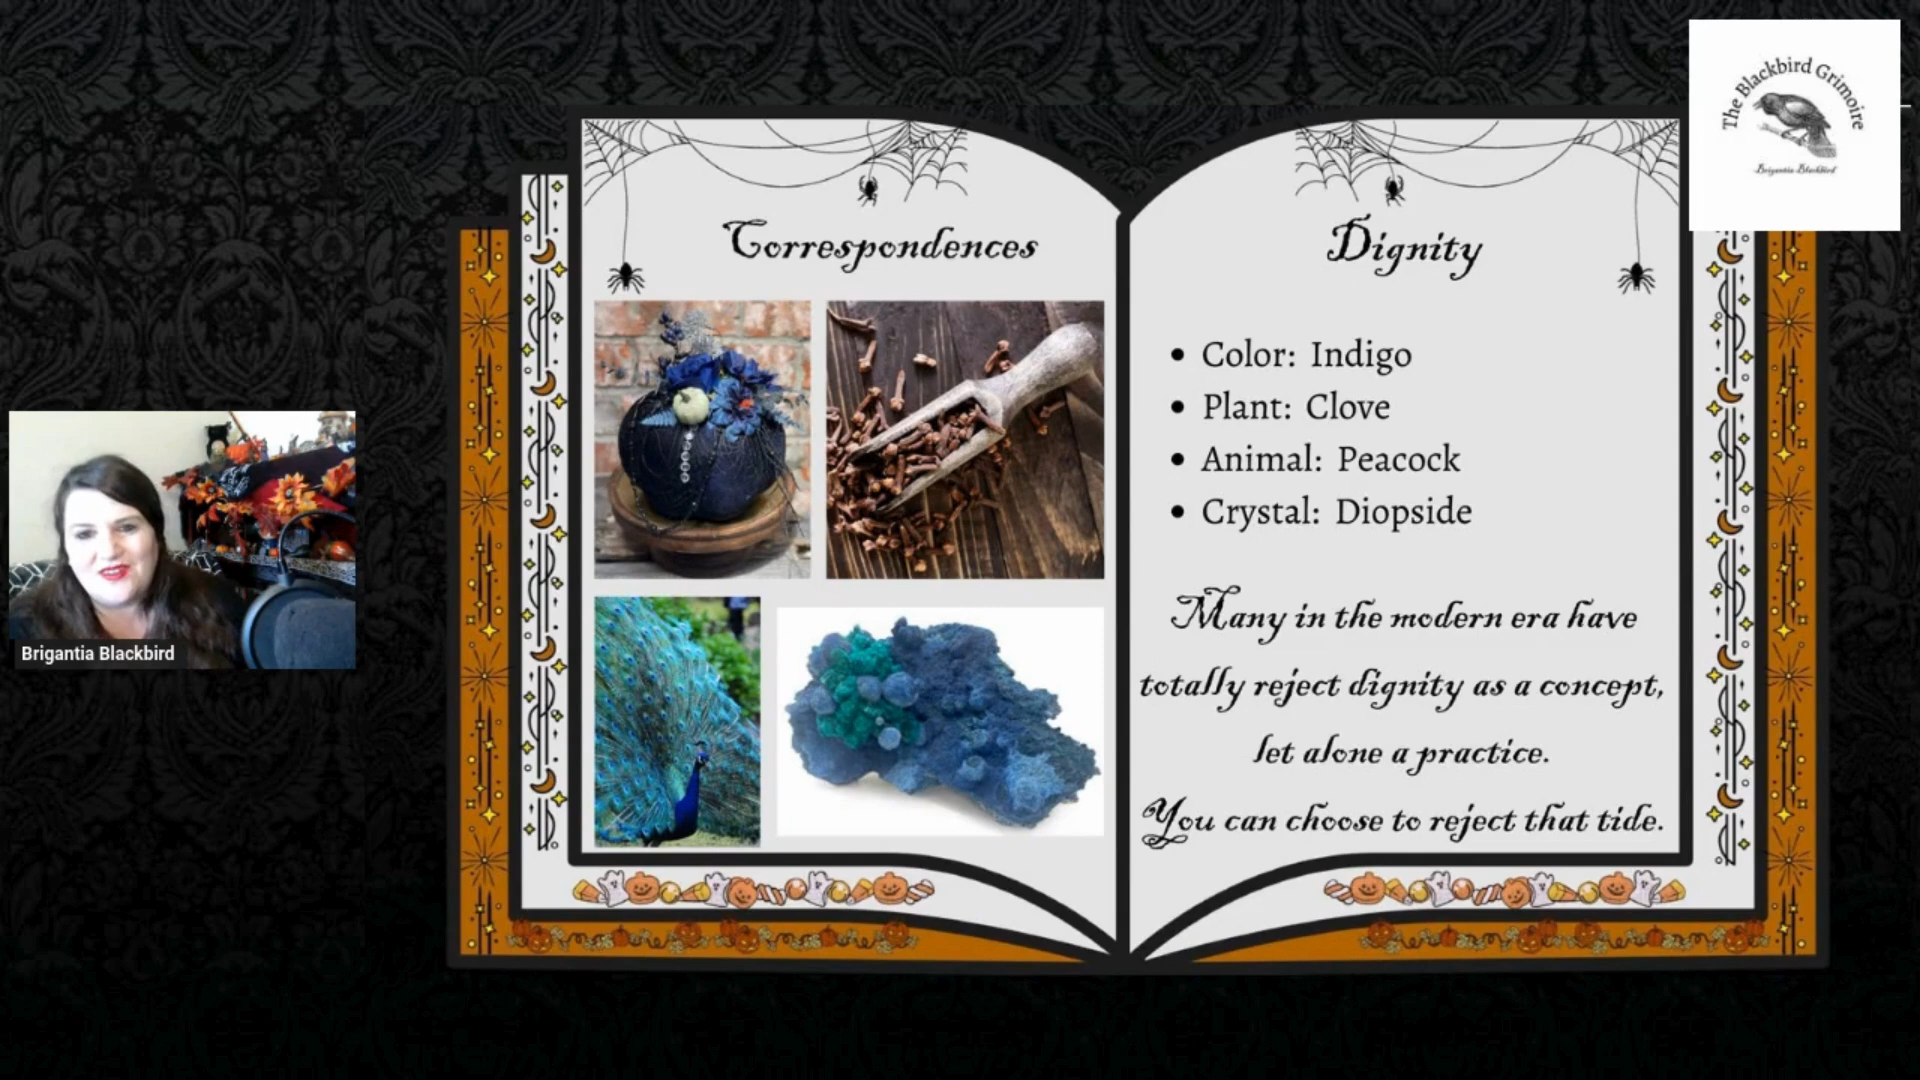 The Blackbird Grimoire
Brigantia Blackbird
Correspondences
Dignity
Color: Indigo
Plant: Clove
Animal: Peacock
Crystal: Diopside
Many in the modern era have
totally reject dignity as a concept,
let alone a practice.
You can choose to reject that tide.
Brigantia Blackbird